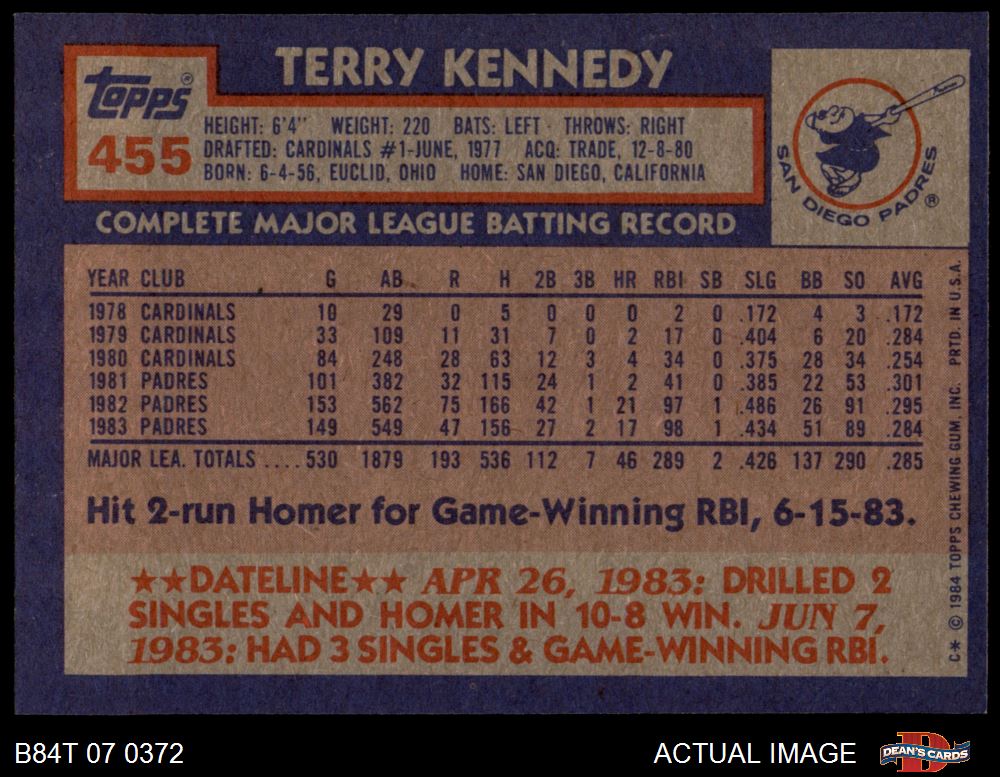 TERRY KENNEDY
Topps®
455
HEIGHT: 6'4" WEIGHT: 220 BATS: LEFT · THROWS: RIGHT
DRAFTED: CARDINALS #1-JUNE, 1977 ACQ: TRADE, 12-8-80
BORN: 6-4-56, EUCLID, OHIO HOME: SAN DIEGO, CALIFORNIA
SAN DIEGO PADRES ®
COMPLETE MAJOR LEAGUE BATTING RECORD
YEAR CLUB G AB R H 2B 3B HR RBI SB SLG BB SO AVG
1978 CARDINALS 10 29 0 5 0 0 0 2 0 .172 4 3 .172
1979 CARDINALS 33 109 11 31 7 0 2 17 0 .404 6 20 .284
1980 CARDINALS 84 248 28 63 12 3 4 34 0 .375 28 34 .254
1981 PADRES 101 382 32 115 24 1 2 41 0 .385 22 53 .301
1982 PADRES 153 562 75 166 42 1 21 97 1 .486 26 91 .295
1983 PADRES 149 549 47 156 27 2 17 98 1 .434 51 89 .284
MAJOR LEA. TOTALS ....530 1879 193 536 112 7 46 289 2 .426 137 290 .285
Hit 2-run Homer for Game-Winning RBI, 6-15-83.
★★DATELINE★★ APR 26, 1983: DRILLED 2
SINGLES AND HOMER IN 10-8 WIN. JUN 7,
1983: HAD 3 SINGLES & GAME-WINNING RBI.
C* © 1984 TOPPS CHEWING GUM, INC. PRTD. IN U.S.A.
B84T 07 0372
ACTUAL IMAGE
DEAN'S CARDS